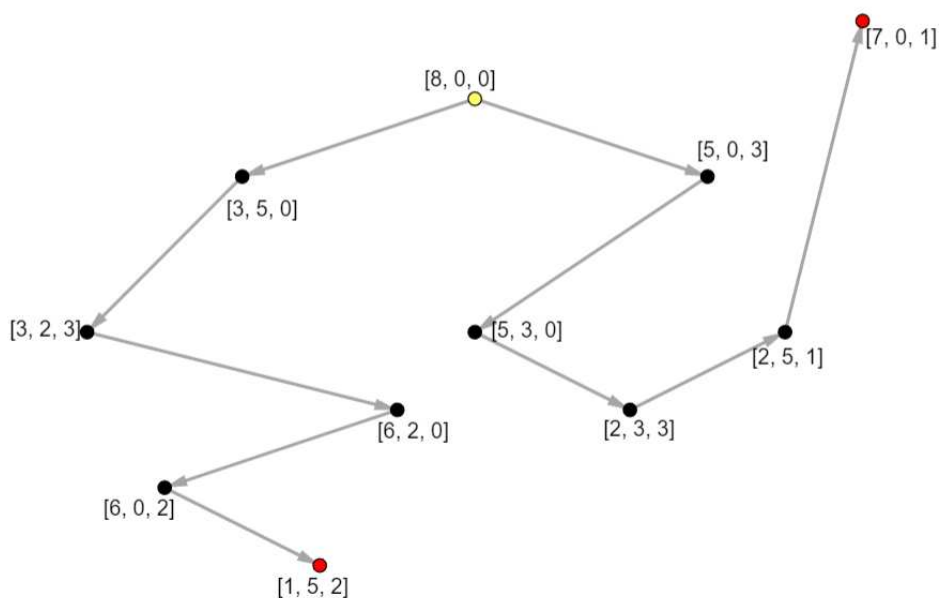 [7, 0, 1]
[8, 0, 0]
[5, 0, 3]
[3, 5, 0]
[3, 2, 3]
[5, 3, 0]
[2, 5, 1]
[6, 2, 0]
[2, 3, 3]
[6, 0, 2]
[1, 5, 2]